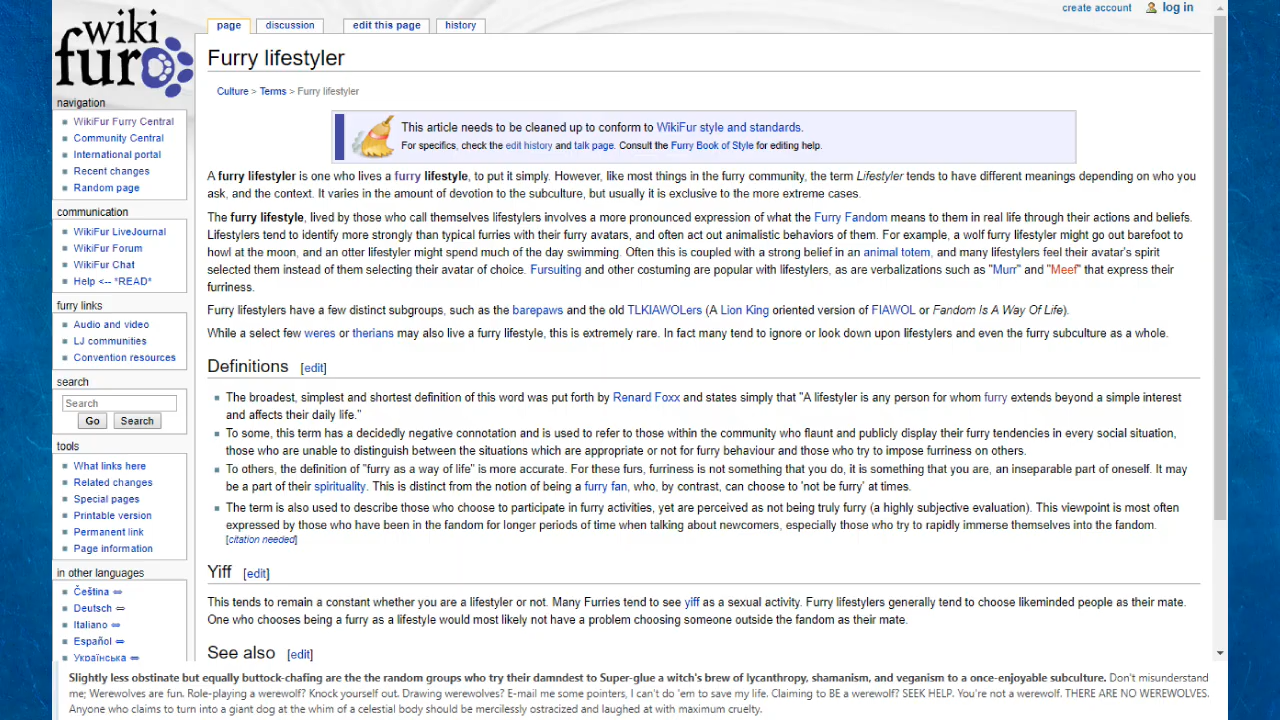 create account log in
wiki
fur
page discussion edit this page history
Furry lifestyler
Culture > Terms > Furry lifestyler
This article needs to be cleaned up to conform to WikiFur style and standards.
For specifics, check the edit history and talk page. Consult the Furry Book of Style for editing help.
navigation
WikiFur Furry Central
Community Central
International portal
Recent changes
Random page
communication
WikiFur LiveJournal
WikiFur Forum
WikiFur Chat
Help <-- *READ*
furry links
Audio and video
LJ communities
Convention resources
search
Search
Go Search
tools
What links here
Related changes
Special pages
Printable version
Permanent link
Page information
in other languages
Čeština
Deutsch
Italiano
Español
Українська
A furry lifestyler is one who lives a furry lifestyle, to put it simply. However, like most things in the furry community, the term Lifestyler tends to have different meanings depending on who you
ask, and the context. It varies in the amount of devotion to the subculture, but usually it is exclusive to the more extreme cases.
The furry lifestyle, lived by those who call themselves lifestylers involves a more pronounced expression of what the Furry Fandom means to them in real life through their actions and beliefs.
Lifestylers tend to identify more strongly than typical furries with their furry avatars, and often act out animalistic behaviors of them. For example, a wolf furry lifestyler might go out barefoot to
howl at the moon, and an otter lifestyler might spend much of the day swimming. Often this is coupled with a strong belief in an animal totem, and many lifestylers feel their avatar's spirit
selected them instead of them selecting their avatar of choice. Fursuiting and other costuming are popular with lifestylers, as are verbalizations such as "Murr" and "Meef" that express their
furriness.
Furry lifestylers have a few distinct subgroups, such as the barepaws and the old TLKIAWOLers (A Lion King oriented version of FIAWOL or Fandom Is A Way Of Life).
While a select few weres or therians may also live a furry lifestyle, this is extremely rare. In fact many tend to ignore or look down upon lifestylers and even the furry subculture as a whole.
Definitions [edit]
The broadest, simplest and shortest definition of this word was put forth by Renard Foxx and states simply that "A lifestyler is any person for whom furry extends beyond a simple interest
and affects their daily life."
To some, this term has a decidedly negative connotation and is used to refer to those within the community who flaunt and publicly display their furry tendencies in every social situation,
those who are unable to distinguish between the situations which are appropriate or not for furry behaviour and those who try to impose furriness on others.
To others, the definition of "furry as a way of life" is more accurate. For these furs, furriness is not something that you do, it is something that you are, an inseparable part of oneself. It may
be a part of their spirituality. This is distinct from the notion of being a furry fan, who, by contrast, can choose to 'not be furry' at times.
The term is also used to describe those who choose to participate in furry activities, yet are perceived as not being truly furry (a highly subjective evaluation). This viewpoint is most often
expressed by those who have been in the fandom for longer periods of time when talking about newcomers, especially those who try to rapidly immerse themselves into the fandom.
[citation needed]
Yiff [edit]
This tends to remain a constant whether you are a lifestyler or not. Many Furries tend to see yiff as a sexual activity. Furry lifestylers generally tend to choose likeminded people as their mate.
One who chooses being a furry as a lifestyle would most likely not have a problem choosing someone outside the fandom as their mate.
See also [edit]
Slightly less obstinate but equally buttock-chafing are the the random groups who try their damndest to Super-glue a witch's brew of lycanthropy, shamanism, and veganism to a once-enjoyable subculture. Don't misunderstand
me; Werewolves are fun. Role-playing a werewolf? Knock yourself out. Drawing werewolves? E-mail me some pointers, I can't do 'em to save my life. Claiming to BE a werewolf? SEEK HELP. You're not a werewolf. THERE ARE NO WEREWOLVES.
Anyone who claims to turn into a giant dog at the whim of a celestial body should be mercilessly ostracized and laughed at with maximum cruelty.